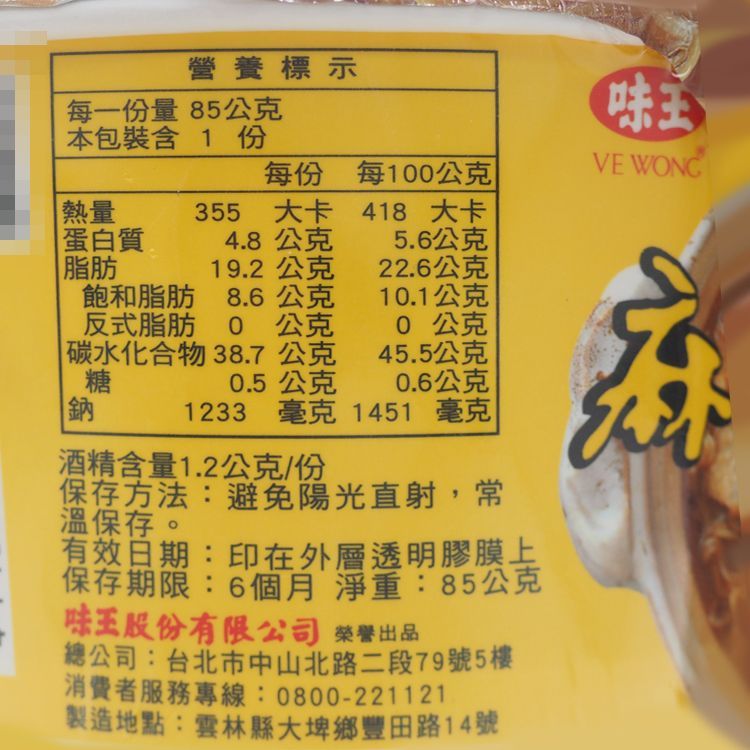 營養標示
每一份量 85公克
本包裝含 1 份
每份 每100公克
熱量 355 大卡 418 大卡
蛋白質 4.8 公克 5.6公克
脂肪 19.2 公克 22.6公克
飽和脂肪 8.6 公克 10.1公克
反式脂肪 0 公克 0 公克
碳水化合物 38.7 公克 45.5公克
糖 0.5 公克 0.6公克
鈉 1233 毫克 1451 毫克
酒精含量1.2公克/份
保存方法：避免陽光直射，常
溫保存。
有效日期：印在外層透明膠膜上
保存期限：6個月 淨重：85公克
味王股份有限公司 榮譽出品
總公司：台北市中山北路二段79號5樓
消費者服務專線：0800-221121
製造地點：雲林縣大埤鄉豐田路14號
味王
VE WONG
麻